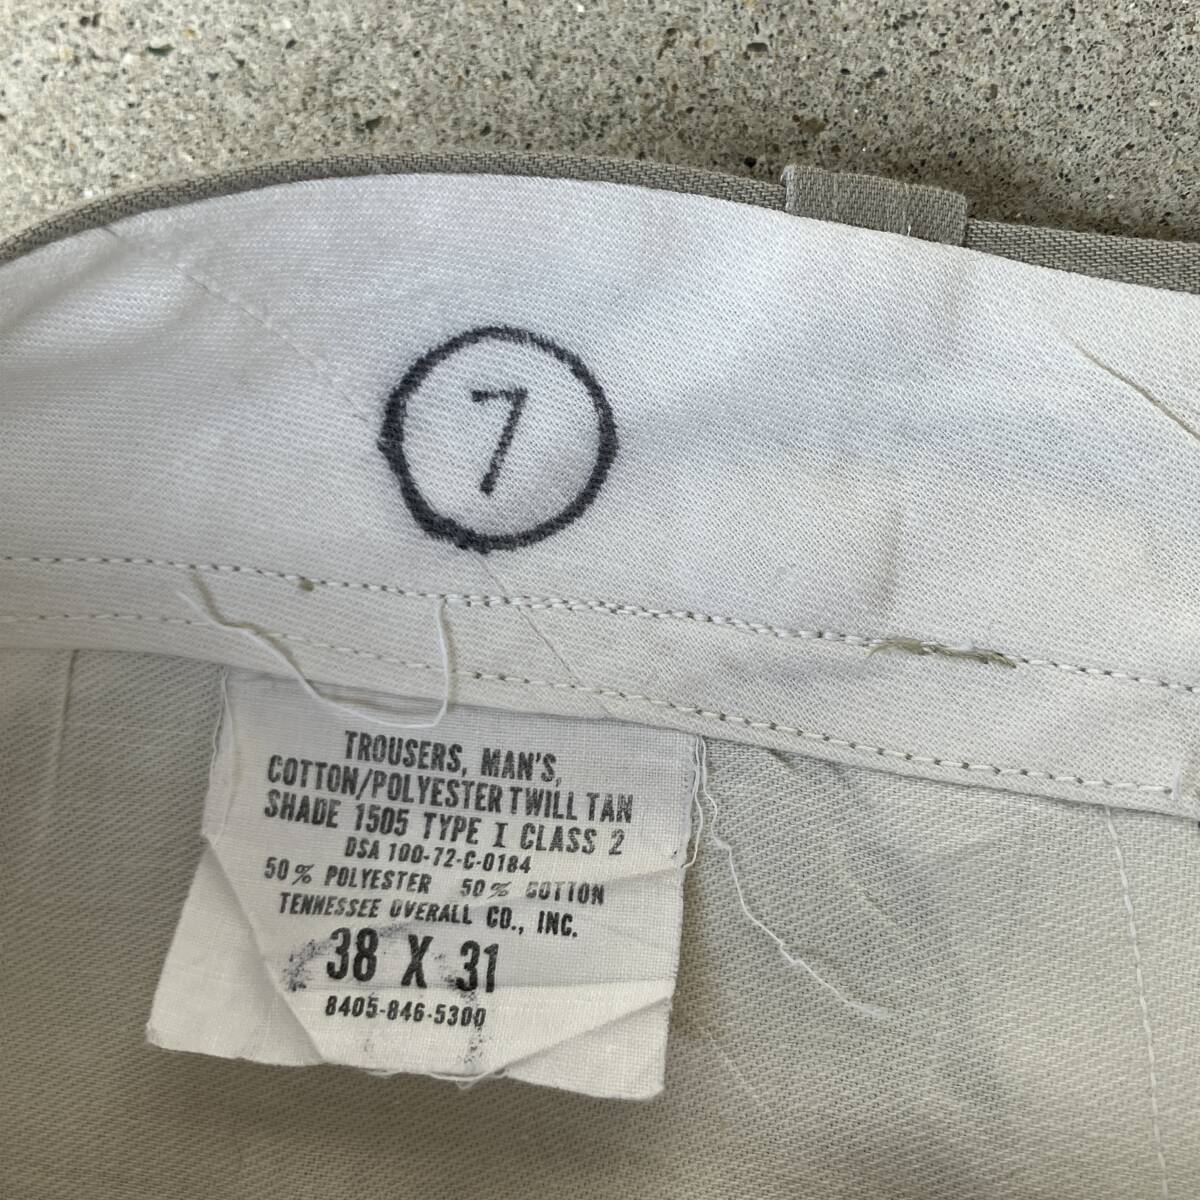 7
TROUSERS, MAN'S,
COTTON/POLYESTER TWILL TAN
SHADE 1505 TYPE I CLASS 2
DSA 100-72-C-0184
50% POLYESTER 50% COTTON
TENNESSEE OVERALL CO., INC.
38 X 31
8405-846-5300